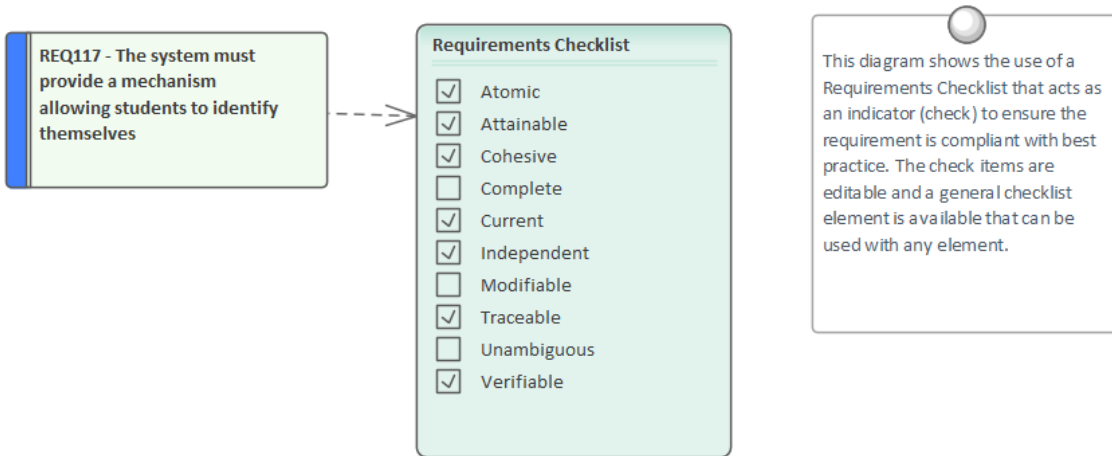 REQ117 - The system must
provide a mechanism
allowing students to identify
themselves
Requirements Checklist
Atomic
Attainable
Cohesive
Complete
Current
Independent
Modifiable
Traceable
Unambiguous
Verifiable
This diagram shows the use of a
Requirements Checklist that acts as
an indicator (check) to ensure the
requirement is compliant with best
practice. The check items are
editable and a general checklist
element is available that can be
used with any element.